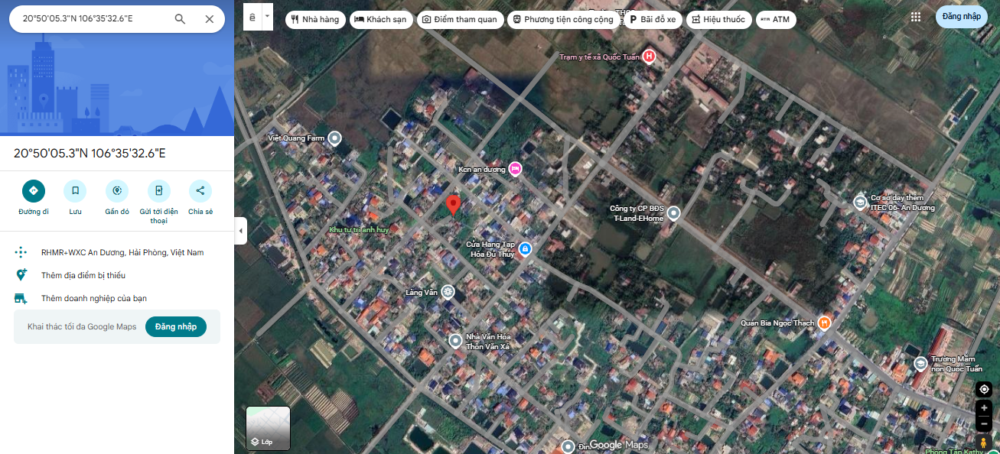 20°50'05.3"N 106°35'32.6"E
Nhà hàng
Khách sạn
Điểm tham quan
Phương tiện công cộng
Bãi đỗ xe
Hiệu thuốc
ATM
Đăng nhập
20°50'05.3"N 106°35'32.6"E
Đường đi
Lưu
Gần đó
Gửi tới điện
thoại
Chia sẻ
RHMR+WXC An Dương, Hải Phòng, Việt Nam
Thêm địa điểm bị thiếu
Thêm doanh nghiệp của bạn
Khai thác tối đa Google Maps
Đăng nhập
Trạm y tế xã Quốc Tuấn
Việt Quang Farm
Kcn an dương
Cơ sở dạy thêm
ITEC 06- An Dương
Công ty CP BĐS
T-Land-EHome
Khu tự trị anh huy
Cửa Hàng Tạp
Hóa Đủ Thủy
Làng Văn
Quán Bia Ngọc Thạch
Nhà Văn Hóa
Thôn Văn Xá
Trường Mầm
non Quốc Tuấn
Lớp
Google Maps